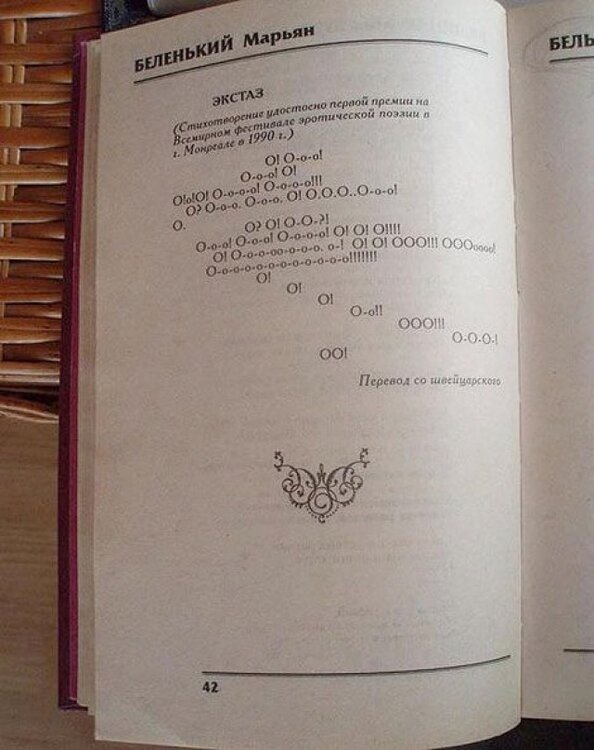 БЕЛЕНЬКИЙ Марьян
ЭКСТАЗ
(Стихотворение удостоено первой премии на
Всемирном фестивале эротической поэзии в
г. Монреале в 1990 г.)
О! О-о-о!
О-о-о! О!
О!о!О! О-о-о-о! О-о-о-о!!!
О? О-о-о. О-о-о. О! О.О.О..О-о-о!
О. О? О! О-О-?!
О-о-о! О-о-о! О-о-о-о! О! О! О!!!!
О! О-о-о-оо-о-о-о. о-! О! О! ООО!!! ОООоооо!
О-о-о-о-о-о-о-о-о-о-о-о!!!!!!!
О!
О!
О!
О-о!!
ООО!!!
О-О-О-!
ОО!
Перевод со швейцарского
42